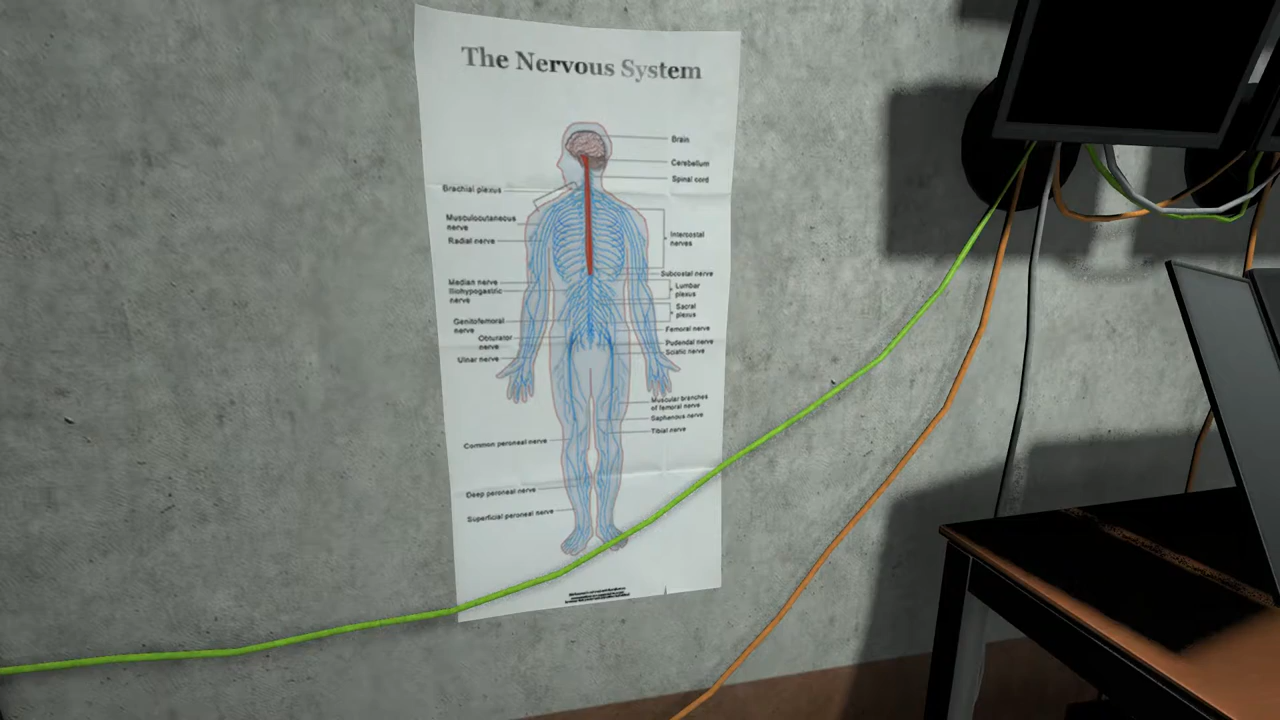 The Nervous System
Brain
Cerebellum
Spinal cord
Brachial plexus
Musculocutaneous
nerve
Radial nerve
Intercostal
nerves
Subcostal nerve
Median nerve
Iliohypogastric
nerve
Lumbar
plexus
Sacral
plexus
Genitofemoral
nerve
Femoral nerve
Obturator
nerve
Pudendal nerve
Sciatic nerve
Ulnar nerve
Muscular branches
of femoral nerve
Saphenous nerve
Tibial nerve
Common peroneal nerve
Deep peroneal nerve
Superficial peroneal nerve